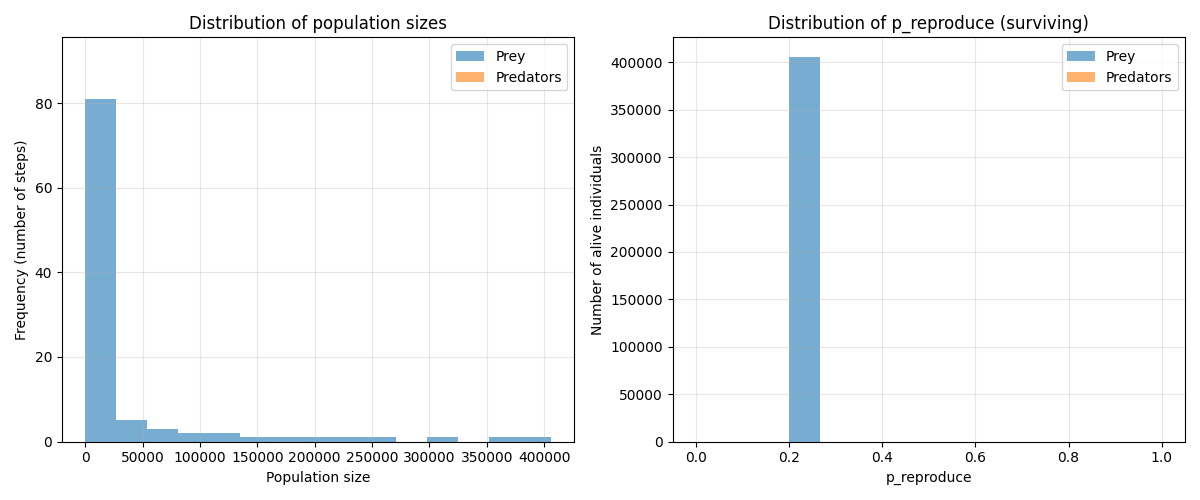 Distribution of population sizes
Frequency (number of steps)
80
60
40
20
0
Prey
Predators
0
50000
100000
150000
200000
250000
300000
350000
400000
Population size
Distribution of p_reproduce (surviving)
Number of alive individuals
400000
350000
300000
250000
200000
150000
100000
50000
0
Prey
Predators
0.0
0.2
0.4
0.6
0.8
1.0
p_reproduce